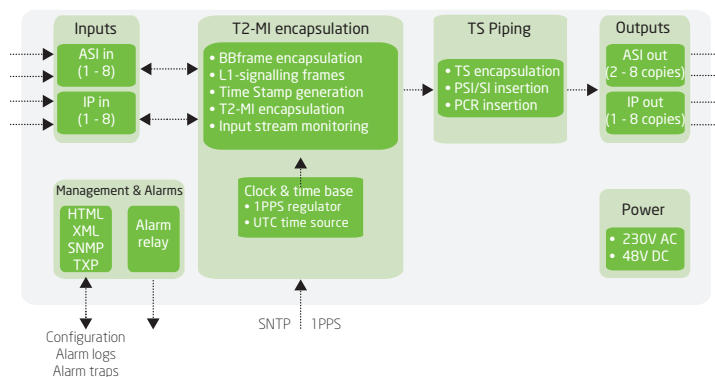 Inputs
ASI in
(1 - 8)
IP in
(1 - 8)
T2-MI encapsulation
• BBframe encapsulation
• L1-signalling frames
• Time Stamp generation
• T2-MI encapsulation
• Input stream monitoring
Clock & time base
• 1PPS regulator
• UTC time source
TS Piping
• TS encapsulation
• PSI/SI insertion
• PCR insertion
Outputs
ASI out
(2 - 8 copies)
IP out
(1 - 8 copies)
Management & Alarms
HTML
XML
SNMP
TXP
Alarm
relay
Power
• 230V AC
• 48V DC
SNTP
1PPS
Configuration
Alarm logs
Alarm traps